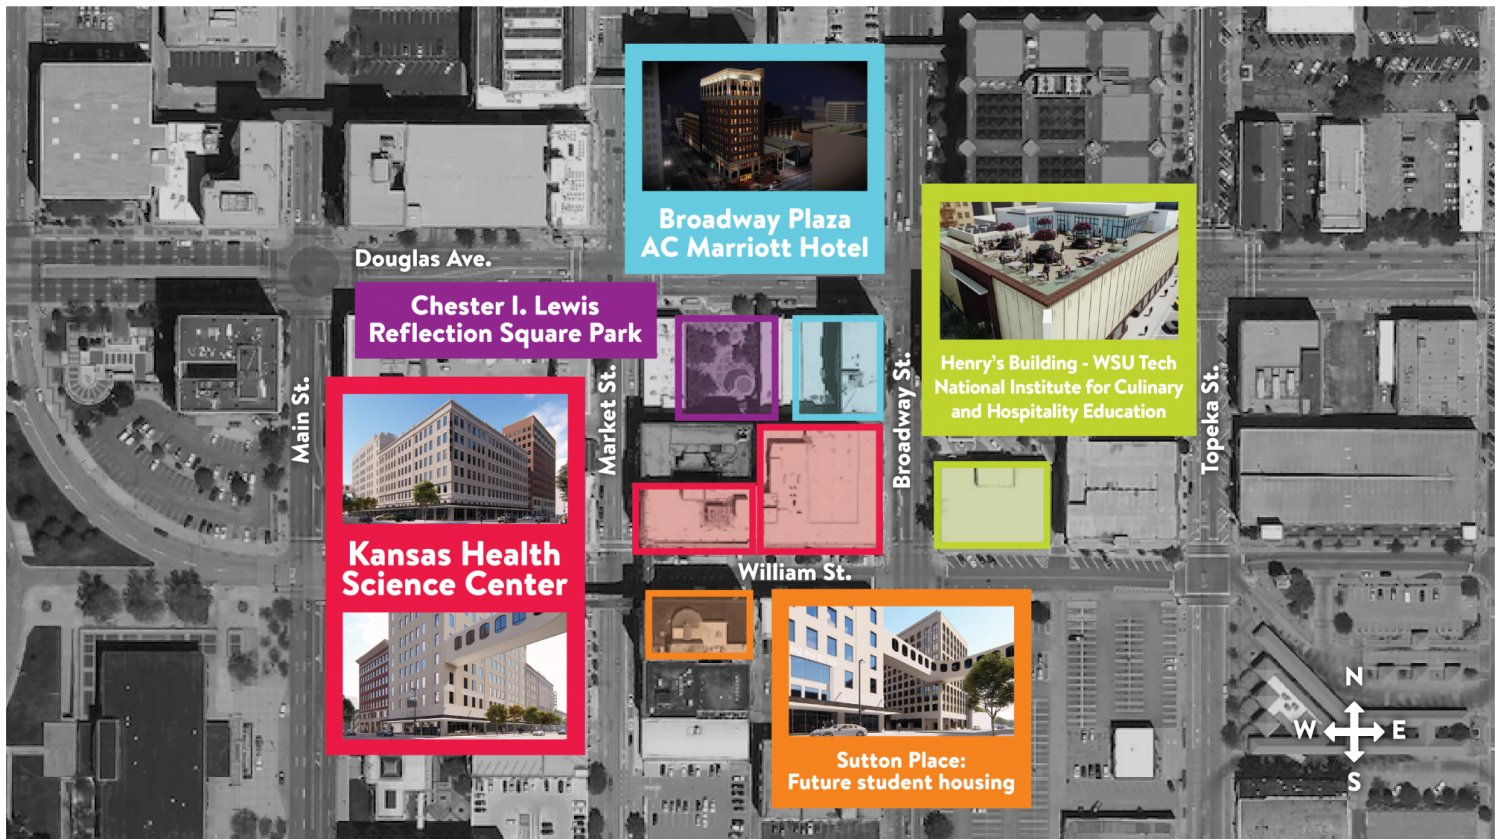 Broadway Plaza
AC Marriott Hotel
Douglas Ave.
Chester I. Lewis
Reflection Square Park
Henry's Building - WSU Tech
National Institute for Culinary
and Hospitality Education
Main St.
Market St.
Broadway St.
Topeka St.
Kansas Health
Science Center
William St.
Sutton Place:
Future student housing
N
W E
S